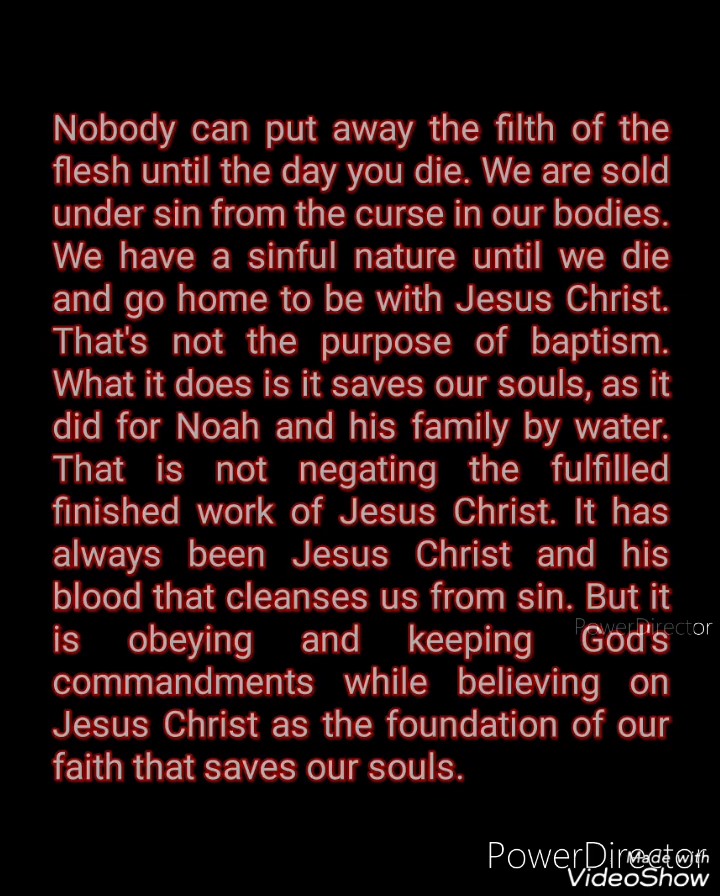 Nobody can put away the filth of the
flesh until the day you die. We are sold
under sin from the curse in our bodies.
We have a sinful nature until we die
and go home to be with Jesus Christ.
That's not the purpose of baptism.
What it does is it saves our souls, as it
did for Noah and his family by water.
That is not negating the fulfilled
finished work of Jesus Christ. It has
always been Jesus Christ and his
blood that cleanses us from sin. But it
PowerDirector
is obeying and keeping God's
commandments while believing on
Jesus Christ as the foundation of our
faith that saves our souls.
PowerDirector
Made with
VideoShow